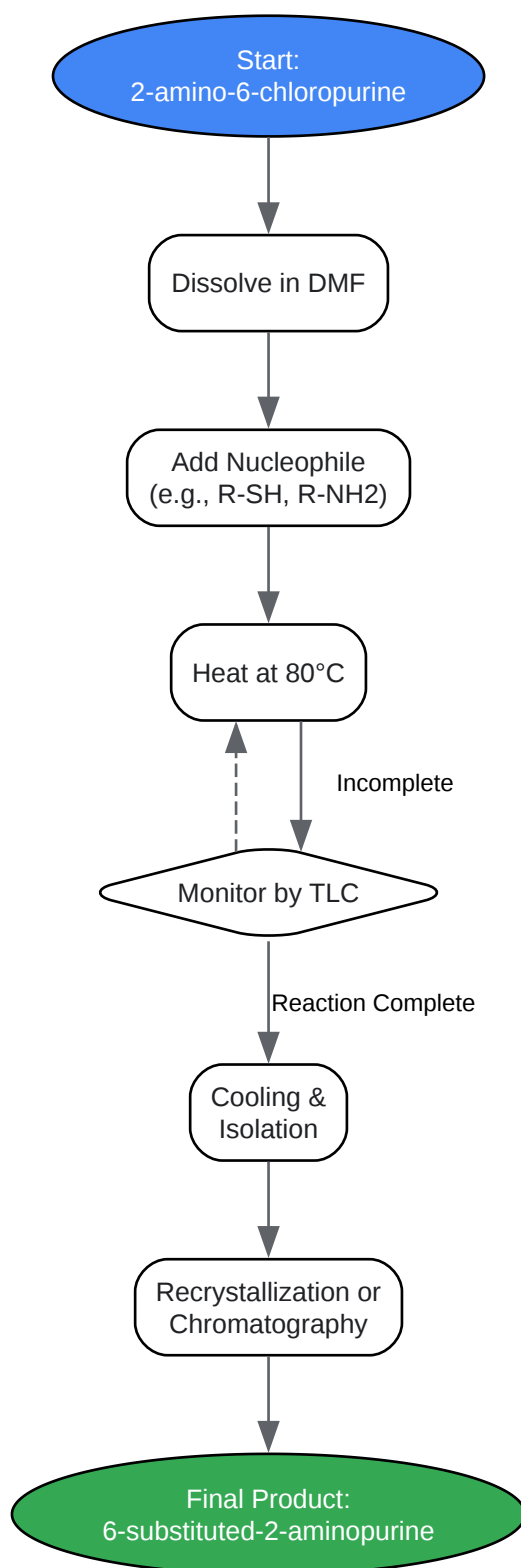 Start:
2-amino-6-chloropurine
Dissolve in DMF
Add Nucleophile
(e.g., R-SH, R-NH2)
Heat at 80°C
Incomplete
Monitor by TLC
Reaction Complete
Cooling &
Isolation
Recrystallization or
Chromatography
Final Product:
6-substituted-2-aminopurine